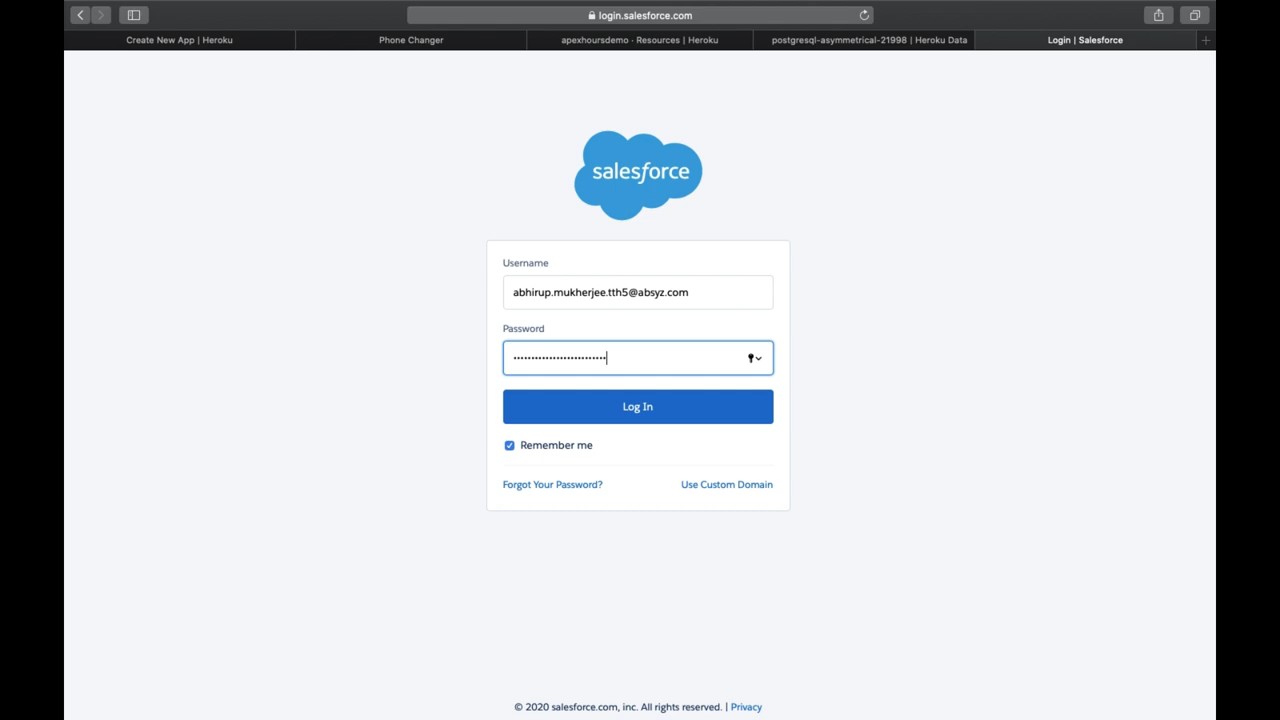 login.salesforce.com
Create New App | Heroku
Phone Changer
apexhoursdemo · Resources | Heroku
postgresql-asymmetrical-21998 | Heroku Data
Login | Salesforce
salesforce
Username
abhirup.mukherjee.tth5@absyz.com
Password
Log In
Remember me
Forgot Your Password?
Use Custom Domain
© 2020 salesforce.com, inc. All rights reserved. | Privacy